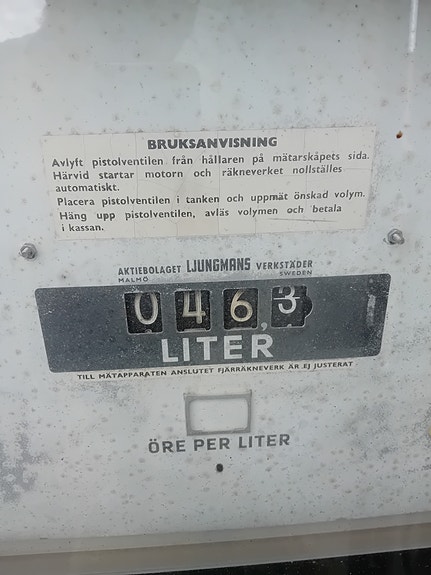 BRUKSANVISNING
Avlyft pistolventilen från hållaren på mätarskåpets sida.
Härvid startar motorn och räkneverket nollställes
automatiskt.
Placera pistolventilen i tanken och uppmät önskad volym.
Häng upp pistolventilen, avläs volymen och betala
i kassan.
AKTIEBOLAGET LJUNGMANS VERKSTÄDER
MALMÖ SWEDEN
046,3
LITER
TILL MÄTAPPARATEN ANSLUTET FJÄRRÄKNEVERK ÄR EJ JUSTERAT
ÖRE PER LITER